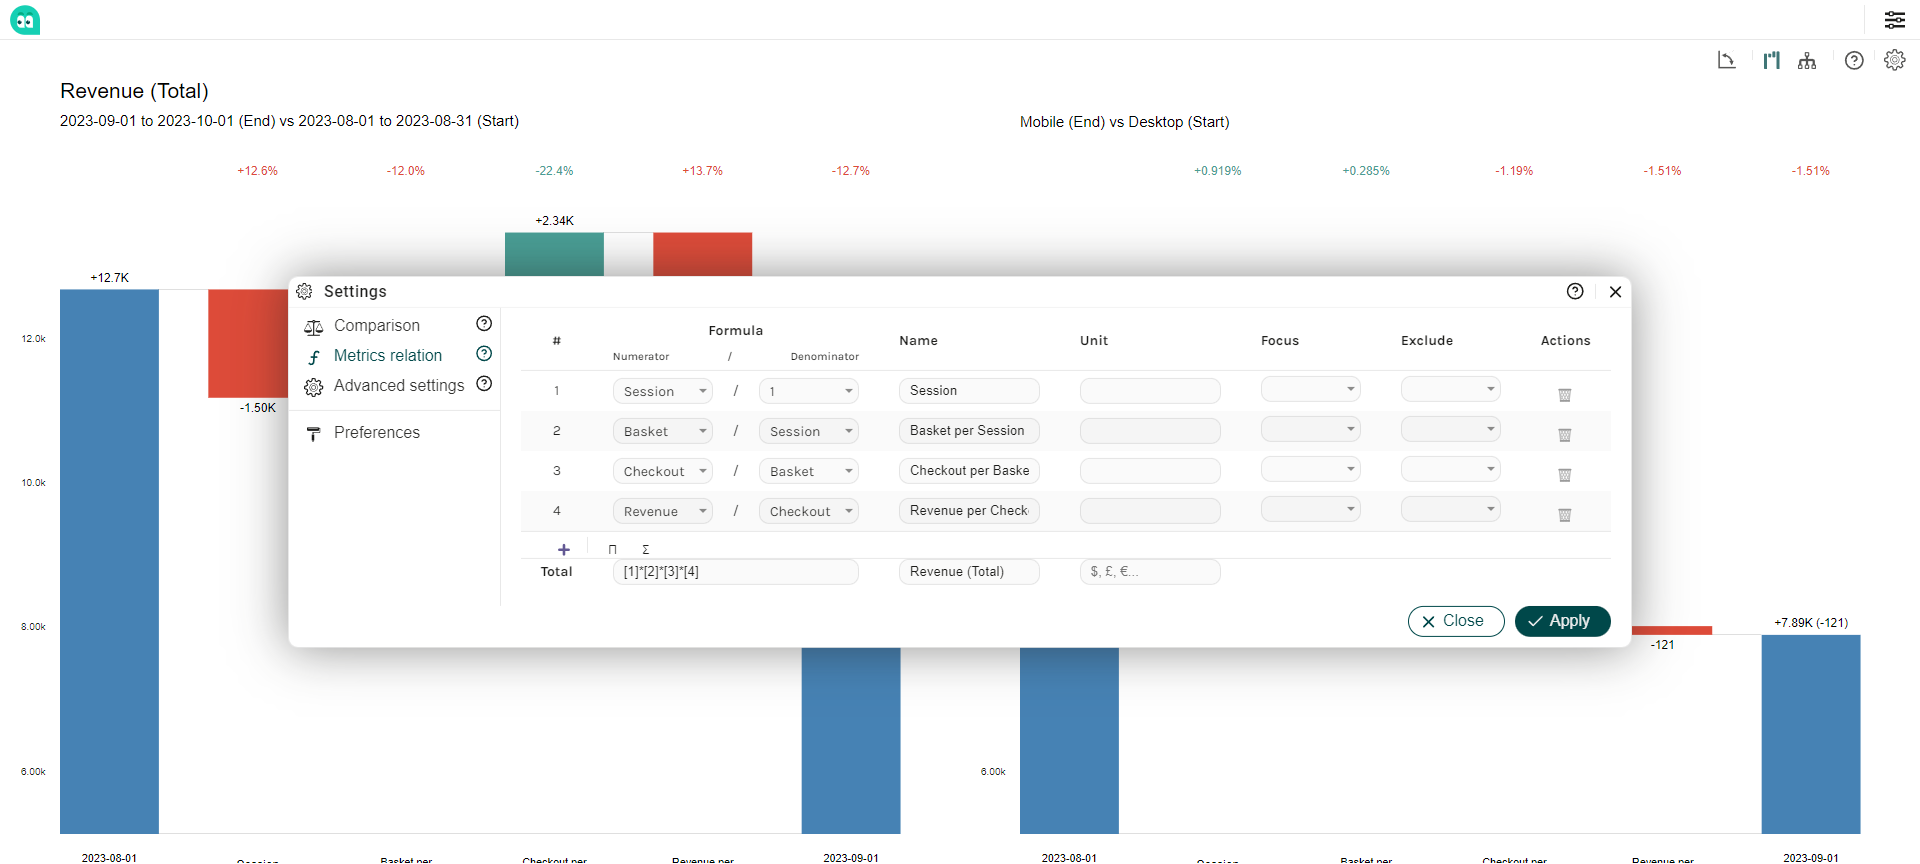 Revenue (Total)
2023-09-01 to 2023-10-01 (End) vs 2023-08-01 to 2023-08-31 (Start)
Mobile (End) vs Desktop (Start)
+12.6% -12.0% -22.4% +13.7% -12.7%
+0.919% +0.285% -1.19% -1.51% -1.51%
+2.34K
+12.7K
-1.50K
12.0k
10.0k
8.00k
6.00k
Settings
Comparison
Metrics relation
Advanced settings
Preferences
# Formula Name Unit Focus Exclude Actions
Numerator / Denominator
1 Session / 1 Session
2 Basket / Session Basket per Session
3 Checkout / Basket Checkout per Baske
4 Revenue / Checkout Revenue per Check
+ Π Σ
Total [1]*[2]*[3]*[4] Revenue (Total) $, £, €...
Close Apply
+7.89K (-121)
-121
6.00k
2023-08-01 Session Basket per Checkout per Revenue per 2023-09-01
2023-08-01 Session Basket per Checkout per Revenue per 2023-09-01